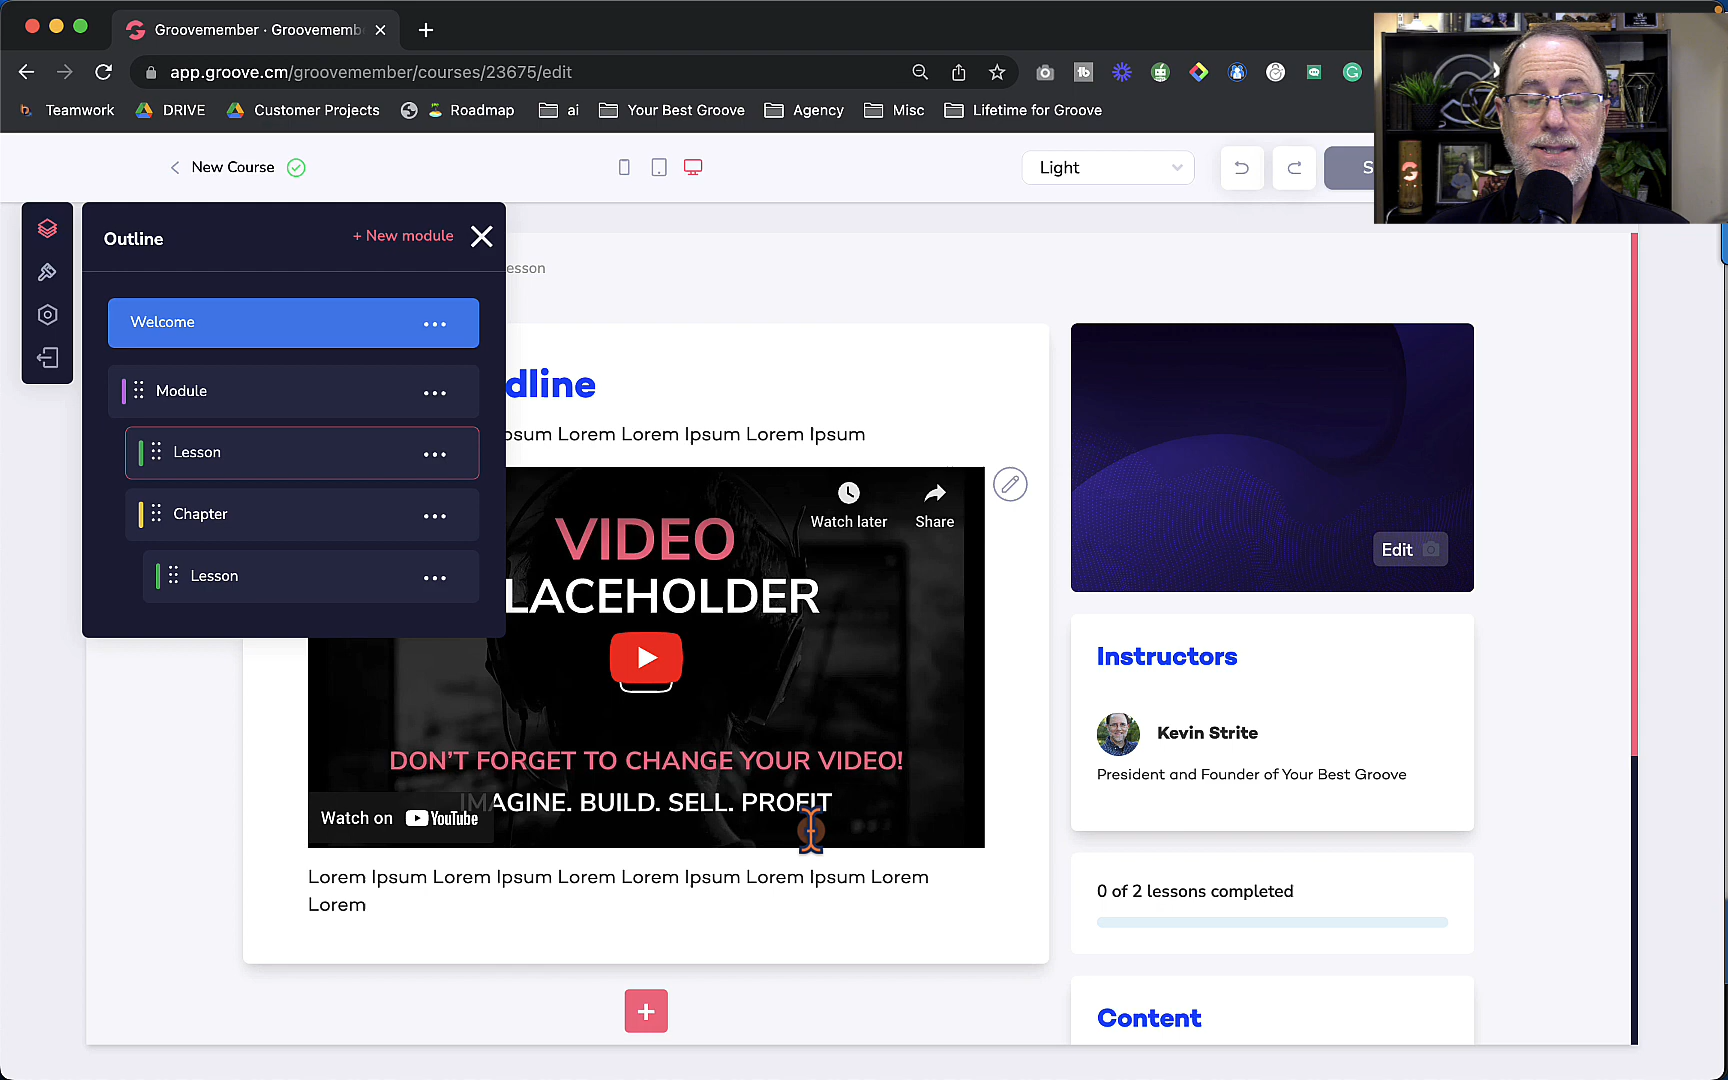 Groovemember · Groovememb
app.groove.cm/groovemember/courses/23675/edit
Teamwork
DRIVE
Customer Projects
Roadmap
ai
Your Best Groove
Agency
Misc
Lifetime for Groove
New Course
Light
S
Outline
+ New module
esson
Welcome
Module
Lesson
Chapter
Lesson
dline
psum Lorem Lorem Ipsum Lorem Ipsum
Watch later
Share
VIDEO
LACEHOLDER
DON'T FORGET TO CHANGE YOUR VIDEO!
IMAGINE. BUILD. SELL. PROFIT
Watch on YouTube
Lorem Ipsum Lorem Ipsum Lorem Lorem Ipsum Lorem Ipsum Lorem
Lorem
Edit
Instructors
Kevin Strite
President and Founder of Your Best Groove
0 of 2 lessons completed
Content